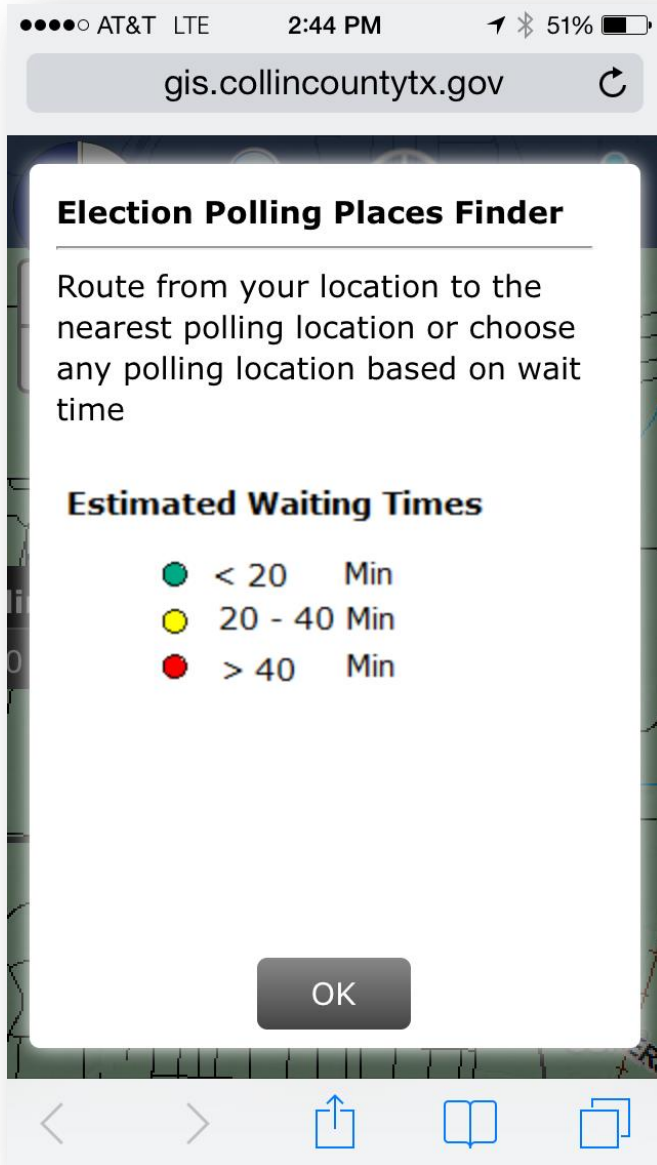 AT&T LTE 2:44 PM 51%
gis.collincountytx.gov
Election Polling Places Finder
Route from your location to the
nearest polling location or choose
any polling location based on wait
time
Estimated Waiting Times
< 20 Min
20 - 40 Min
> 40 Min
OK